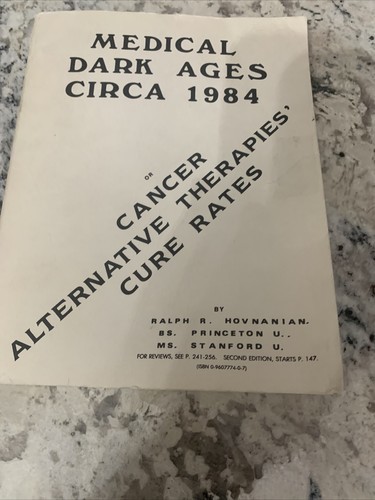 MEDICAL
DARK AGES
CIRCA 1984
OR
CANCER
ALTERNATIVE THERAPIES'
CURE RATES
BY
RALPH R. HOVNANIAN.
BS. PRINCETON U..
MS. STANFORD U.
FOR REVIEWS, SEE P. 241-256. SECOND EDITION, STARTS P. 147.
(ISBN 0-9607774-0-7)